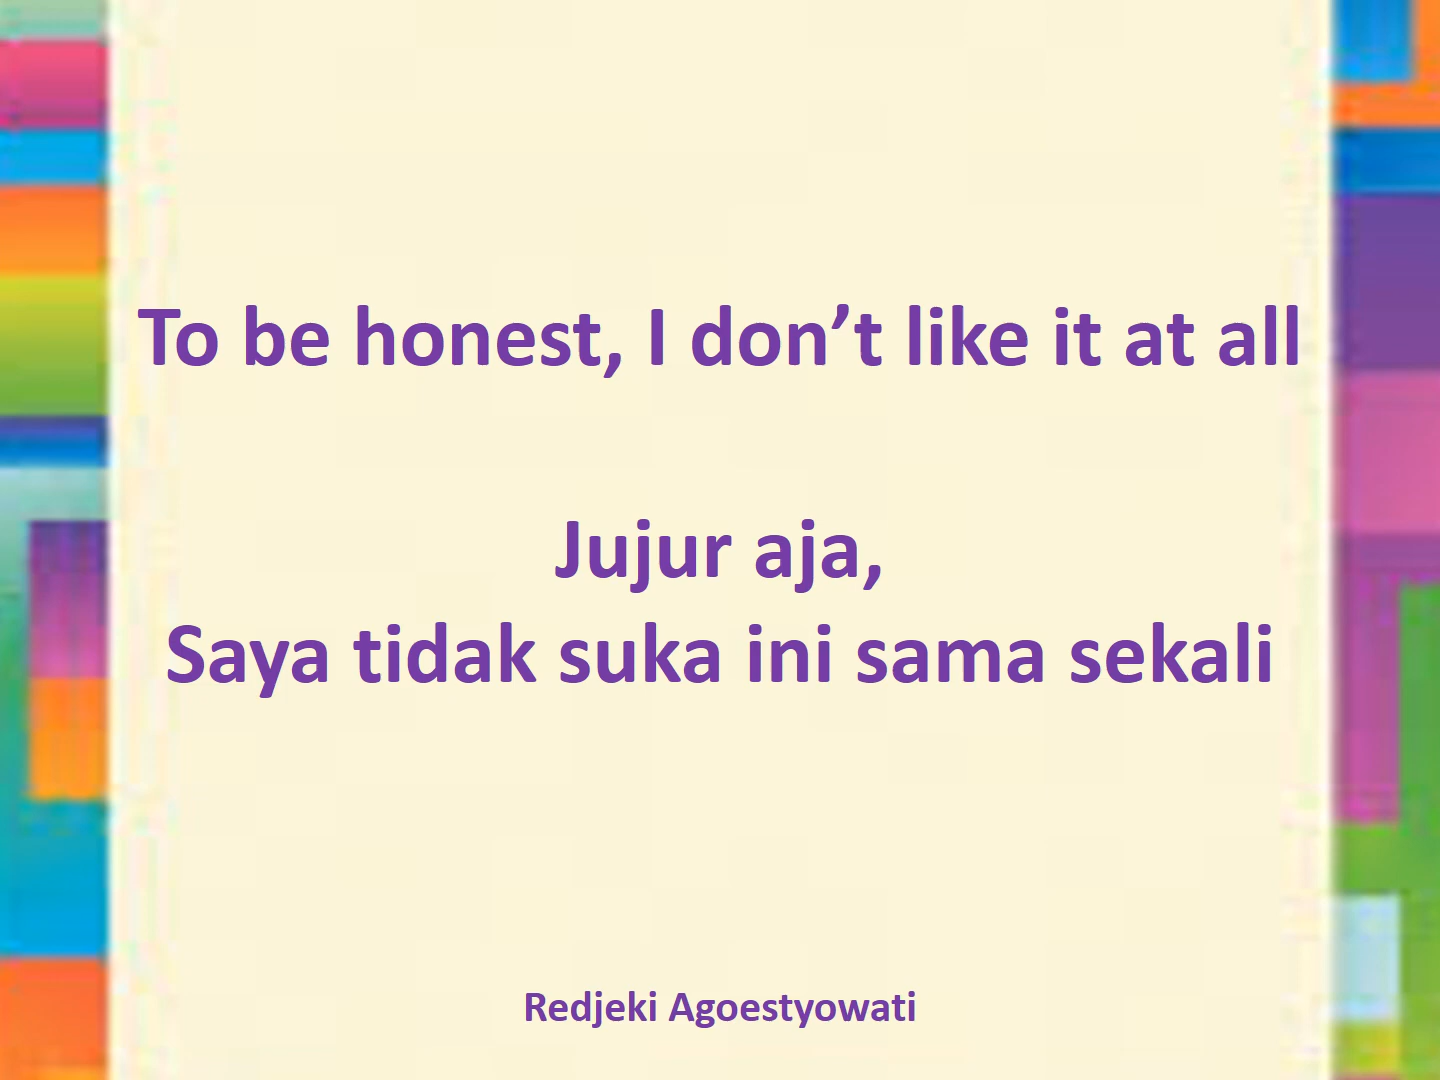 To be honest, I don’t like it at all
Jujur aja,
Saya tidak suka ini sama sekali
Redjeki Agoestyowati